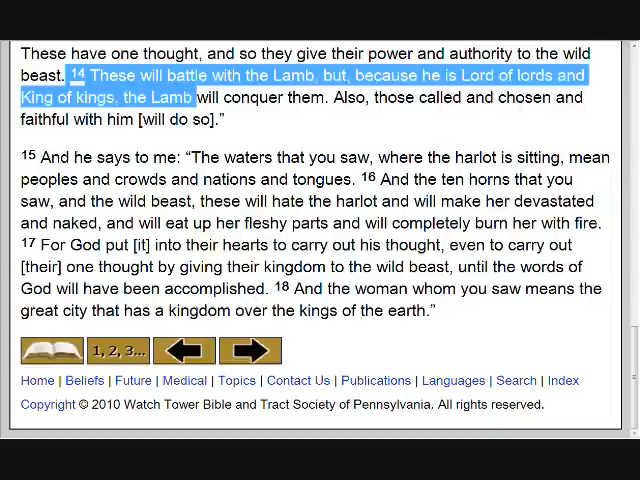 These have one thought, and so they give their power and authority to the wild
beast. 14 These will battle with the Lamb, but, because he is Lord of lords and
King of kings, the Lamb will conquer them. Also, those called and chosen and
faithful with him [will do so].”
15 And he says to me: “The waters that you saw, where the harlot is sitting, mean
peoples and crowds and nations and tongues. 16 And the ten horns that you
saw, and the wild beast, these will hate the harlot and will make her devastated
and naked, and will eat up her fleshy parts and will completely burn her with fire.
17 For God put [it] into their hearts to carry out his thought, even to carry out
[their] one thought by giving their kingdom to the wild beast, until the words of
God will have been accomplished. 18 And the woman whom you saw means the
great city that has a kingdom over the kings of the earth.”
1, 2, 3...
Home | Beliefs | Future | Medical | Topics | Contact Us | Publications | Languages | Search | Index
Copyright © 2010 Watch Tower Bible and Tract Society of Pennsylvania. All rights reserved.